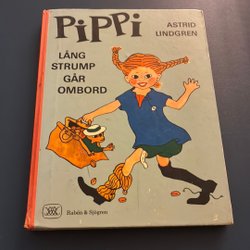 PiPPi
ASTRID
LINDGREN
LÅNG
STRUMP
GÅR
OMBORD
Rabén & Sjögren